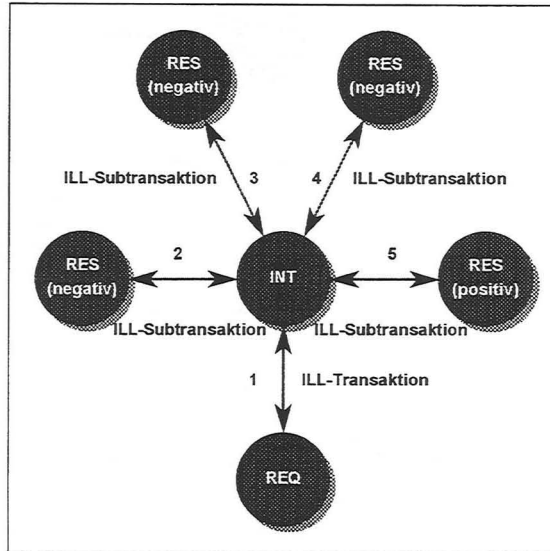 RES
(negativ)
RES
(negativ)
ILL-Subtransaktion
3
4
ILL-Subtransaktion
RES
(negativ)
2
INT
5
RES
(positiv)
ILL-Subtransaktion
ILL-Subtransaktion
1
ILL-Transaktion
REQ